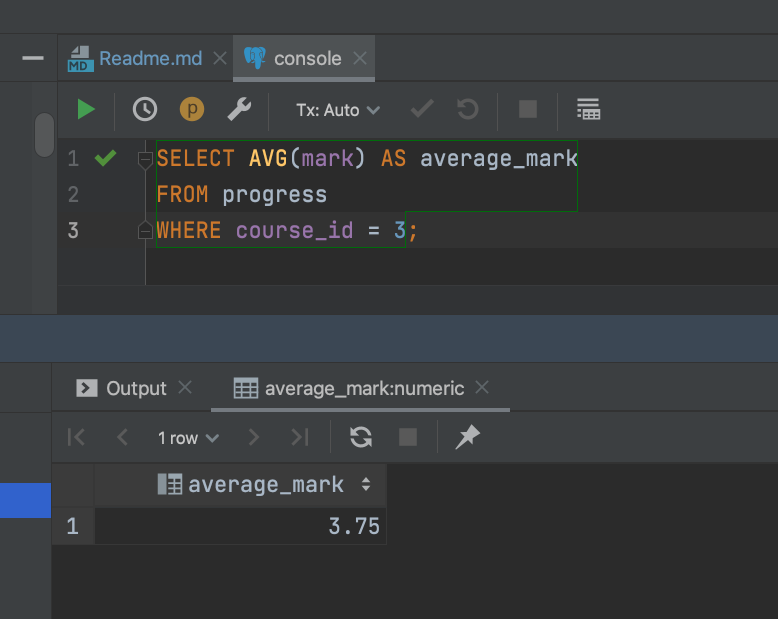 Readme.md console
Tx: Auto
1 SELECT AVG(mark) AS average_mark
2 FROM progress
3 WHERE course_id = 3;
Output average_mark:numeric
1 row
average_mark
1 3.75